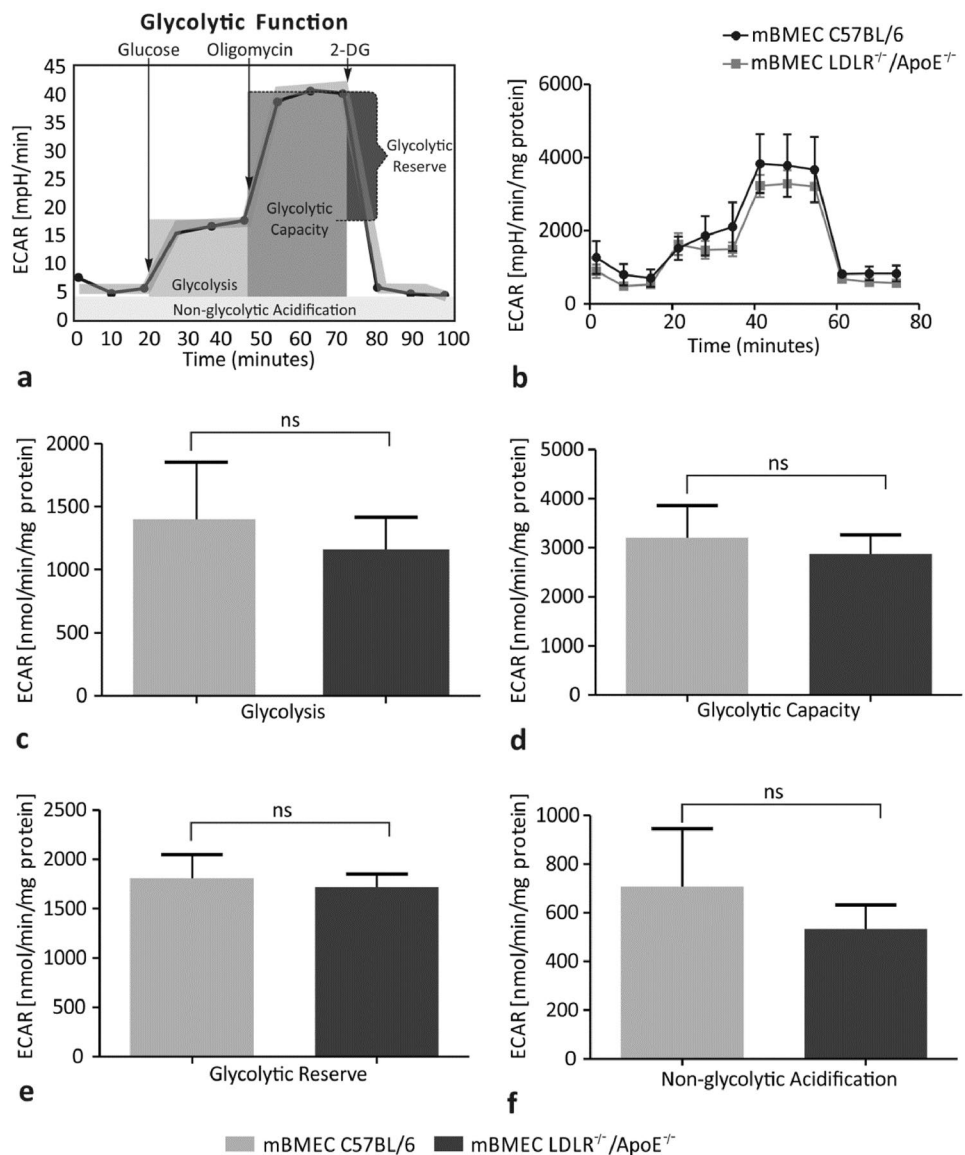 Glycolytic Function
Glucose Oligomycin 2-DG
45
40
35
30
25
20
15
10
5
5
0
ECAR [mpH/min]
Glycolytic
Reserve
Glycolytic
Capacity
Glycolysis
Non-glycolytic Acidification
0 10 20 30 40 50 60 70 80 90 100
Time (minutes)
a
mBMEC C57BL/6
mBMEC LDLR⁻/⁻/ApoE⁻/⁻
6000
4000
2000
0
ECAR [mpH/min/mg protein]
0 20 40 60 80
Time (minutes)
b
ns
2000
1500
1000
500
0
ECAR [nmol/min/mg protein]
Glycolysis
c
ns
5000
4000
3000
2000
1000
0
ECAR [nmol/min/mg protein]
Glycolytic Capacity
d
ns
2500
2000
1500
1000
500
0
ECAR [nmol/min/mg protein]
Glycolytic Reserve
e
ns
1000
800
600
400
200
0
ECAR [nmol/min/mg protein]
Non-glycolytic Acidification
f
mBMEC C57BL/6 mBMEC LDLR⁻/⁻/ApoE⁻/⁻